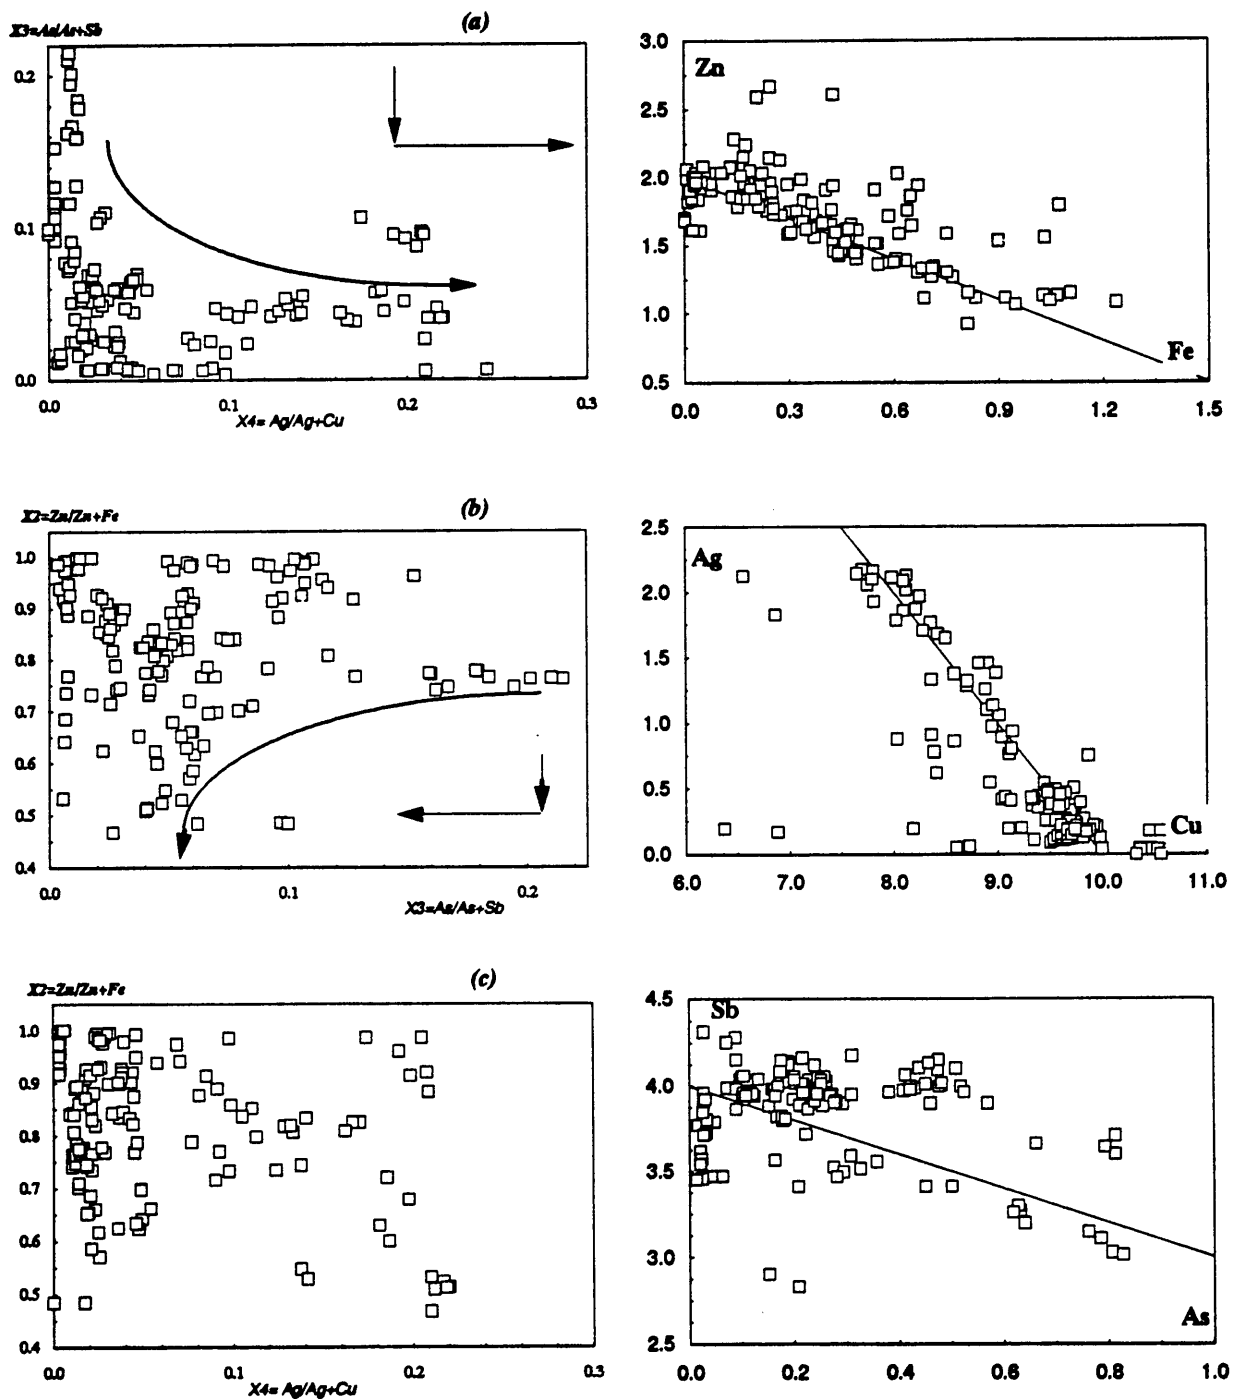 X3=As/As+Sb
(a)
0.2
0.1
0.0
0.0 0.1 0.2 0.3
X4= Ag/Ag+Cu
3.0
Zn
2.5
2.0
1.5
1.0
Fe
0.5
0.0 0.3 0.6 0.9 1.2 1.5
X2=Zn/Zn+Fe
(b)
1.0
0.9
0.8
0.7
0.6
0.5
0.4
0.0 0.1 0.2
X3=As/As+Sb
2.5
Ag
2.0
1.5
1.0
0.5
Cu
0.0
6.0 7.0 8.0 9.0 10.0 11.0
X2=Zn/Zn+Fe
(c)
1.0
0.9
0.8
0.7
0.6
0.5
0.4
0.0 0.1 0.2 0.3
X4= Ag/Ag+Cu
4.5
Sb
4.0
3.5
3.0
As
2.5
0.0 0.2 0.4 0.6 0.8 1.0